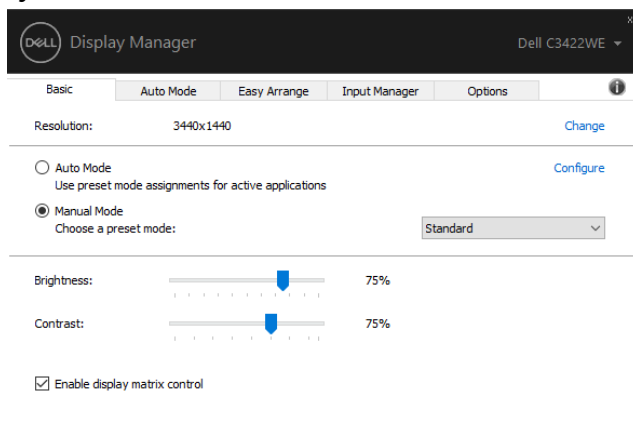 DELL Display Manager
Dell C3422WE
Basic Auto Mode Easy Arrange Input Manager Options
Resolution: 3440x1440 Change
Auto Mode Configure
Use preset mode assignments for active applications
Manual Mode
Choose a preset mode: Standard
Brightness: 75%
Contrast: 75%
Enable display matrix control